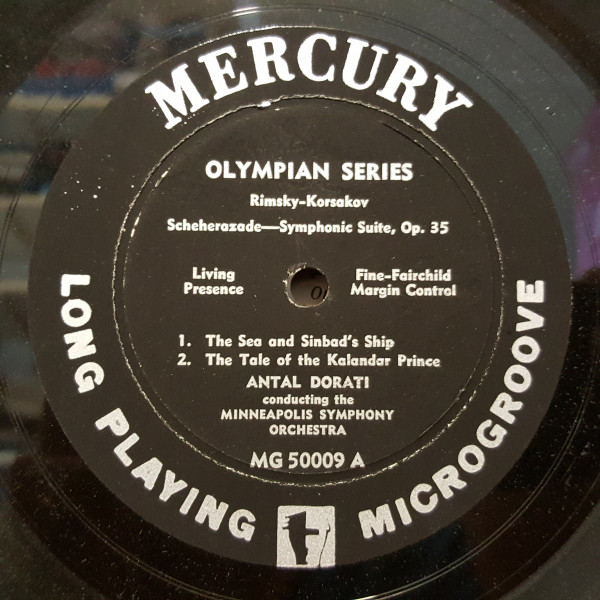 MERCURY
OLYMPIAN SERIES
Rimsky-Korsakov
Scheherazade—Symphonic Suite, Op. 35
Living Presence
Fine-Fairchild Margin Control
1. The Sea and Sinbad's Ship
2. The Tale of the Kalandar Prince
ANTAL DORATI
conducting the
MINNEAPOLIS SYMPHONY
ORCHESTRA
MG 50009 A
LONG PLAYING MICROGROOVE